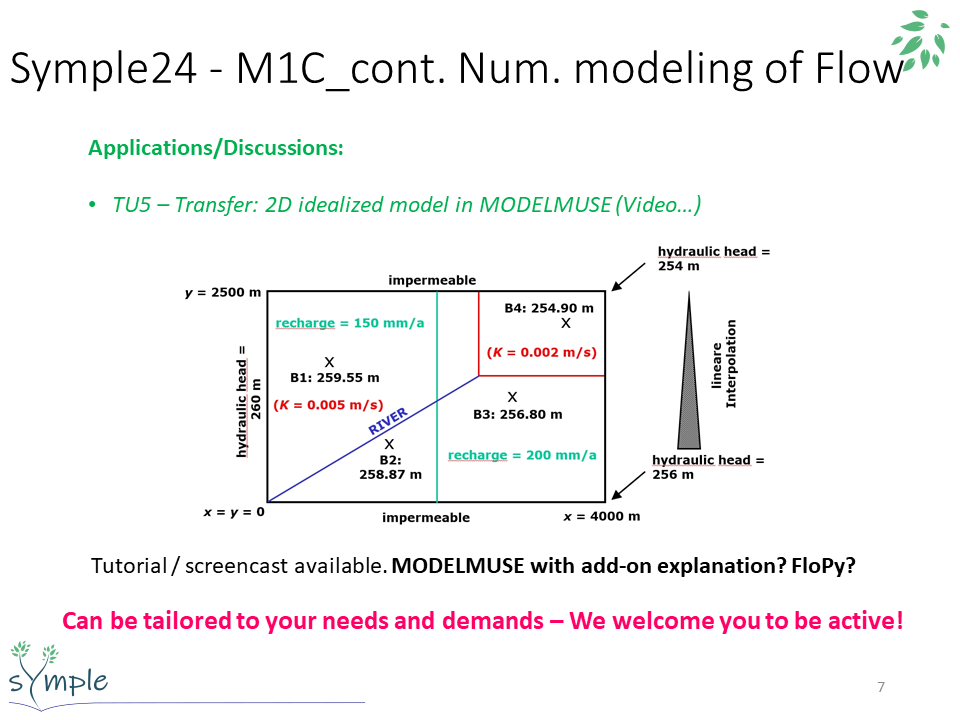 Symple24 - M1C_cont. Num. modeling of Flow
Applications/Discussions:
• TU5 – Transfer: 2D idealized model in MODELMUSE (Video…)
hydraulic head =
254 m
impermeable
y = 2500 m
B4: 254.90 m
X
recharge = 150 mm/a
(K = 0.002 m/s)
lineare
Interpolation
hydraulic head =
260 m
X
B1: 259.55 m
(K = 0.005 m/s)
X
B3: 256.80 m
RIVER
X
B2:
258.87 m
recharge = 200 mm/a
hydraulic head =
256 m
x = y = 0
impermeable
x = 4000 m
Tutorial / screencast available. MODELMUSE with add-on explanation? FloPy?
Can be tailored to your needs and demands – We welcome you to be active!
sYmple
7